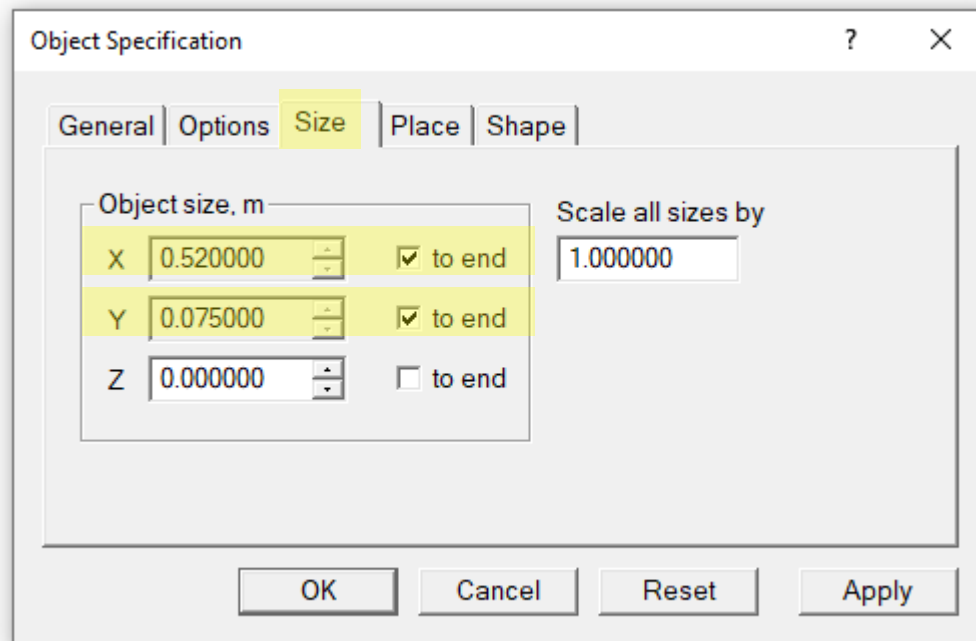 Object Specification ?
General Options Size Place Shape
Object size, m
Scale all sizes by
X 0.520000 to end 1.000000
Y 0.075000 to end
Z 0.000000 to end
OK Cancel Reset Apply